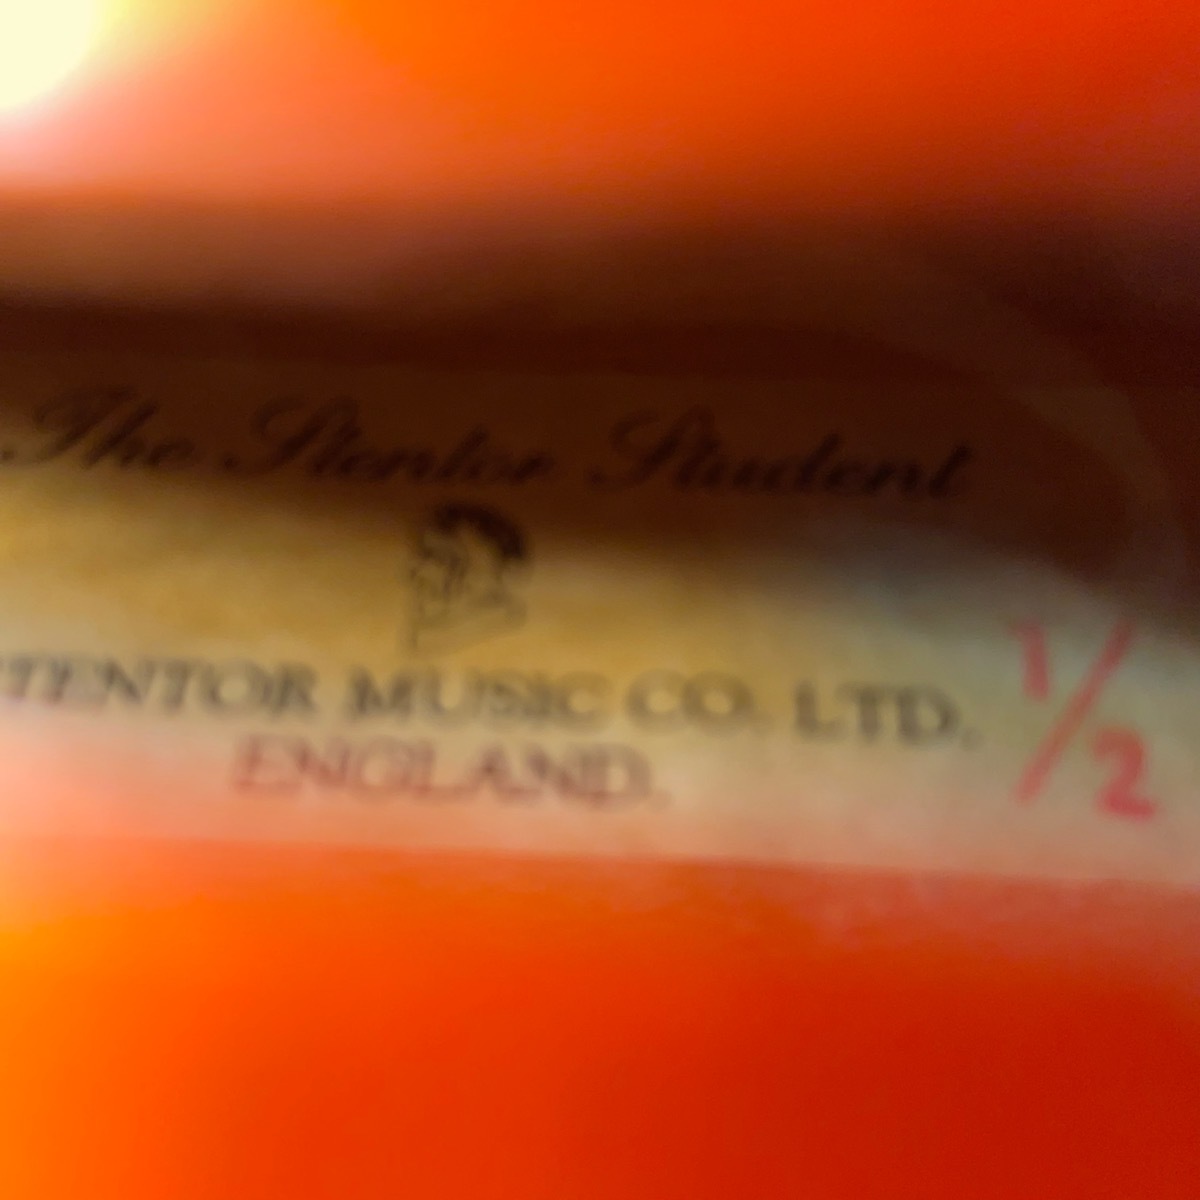 The Stentor Student
STENTOR MUSIC CO. LTD. 1/2
ENGLAND.